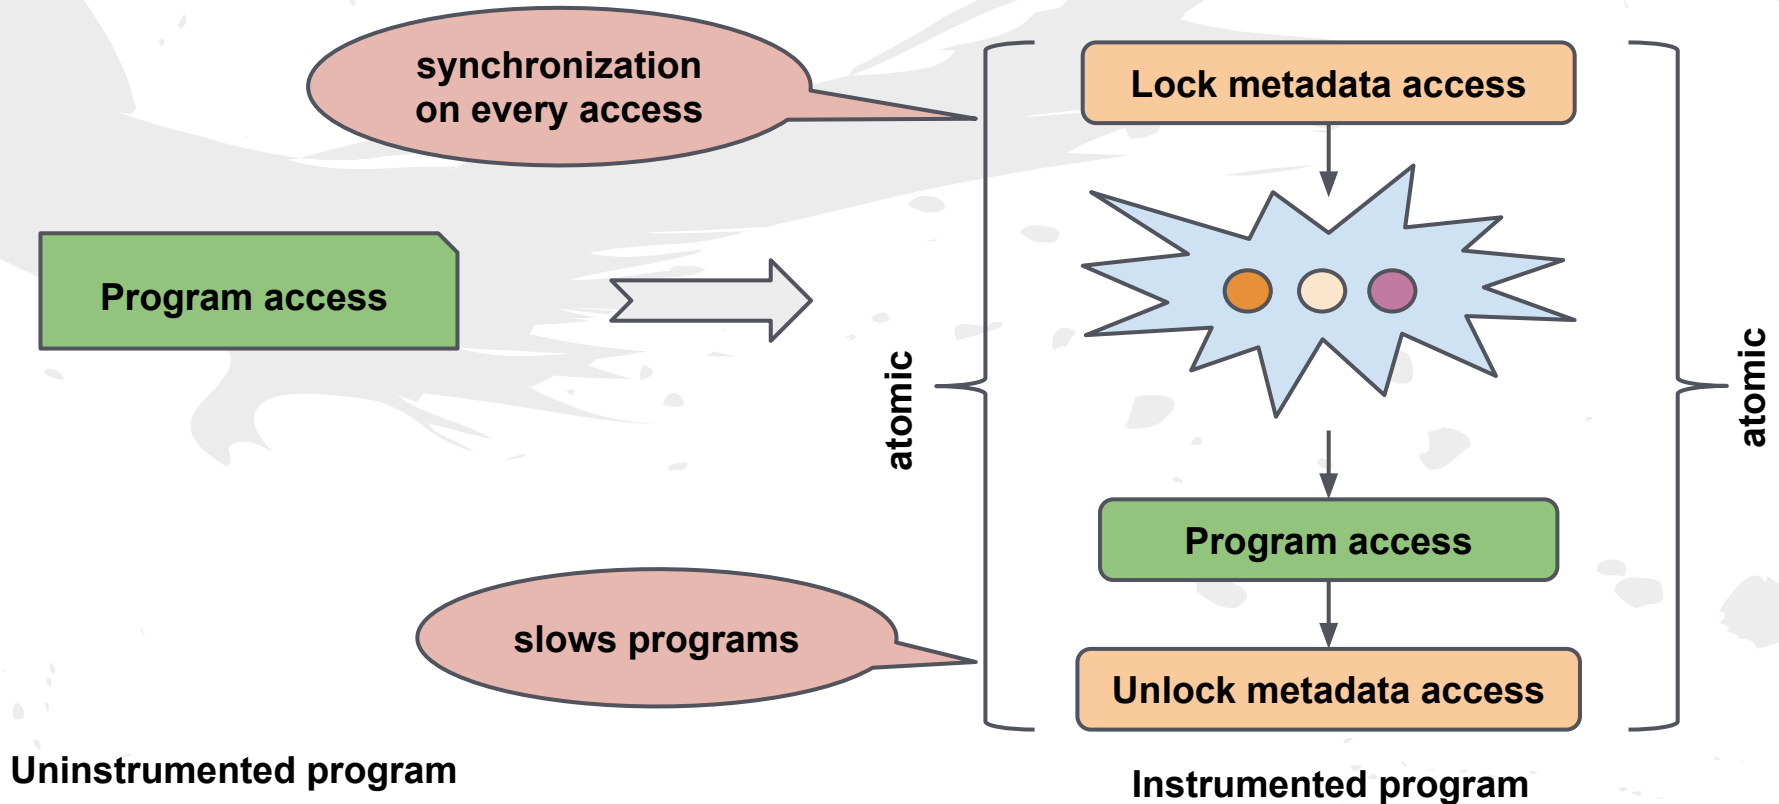 synchronization
on every access
Lock metadata access
Program access
atomic
atomic
Program access
slows programs
Unlock metadata access
Uninstrumented program
Instrumented program